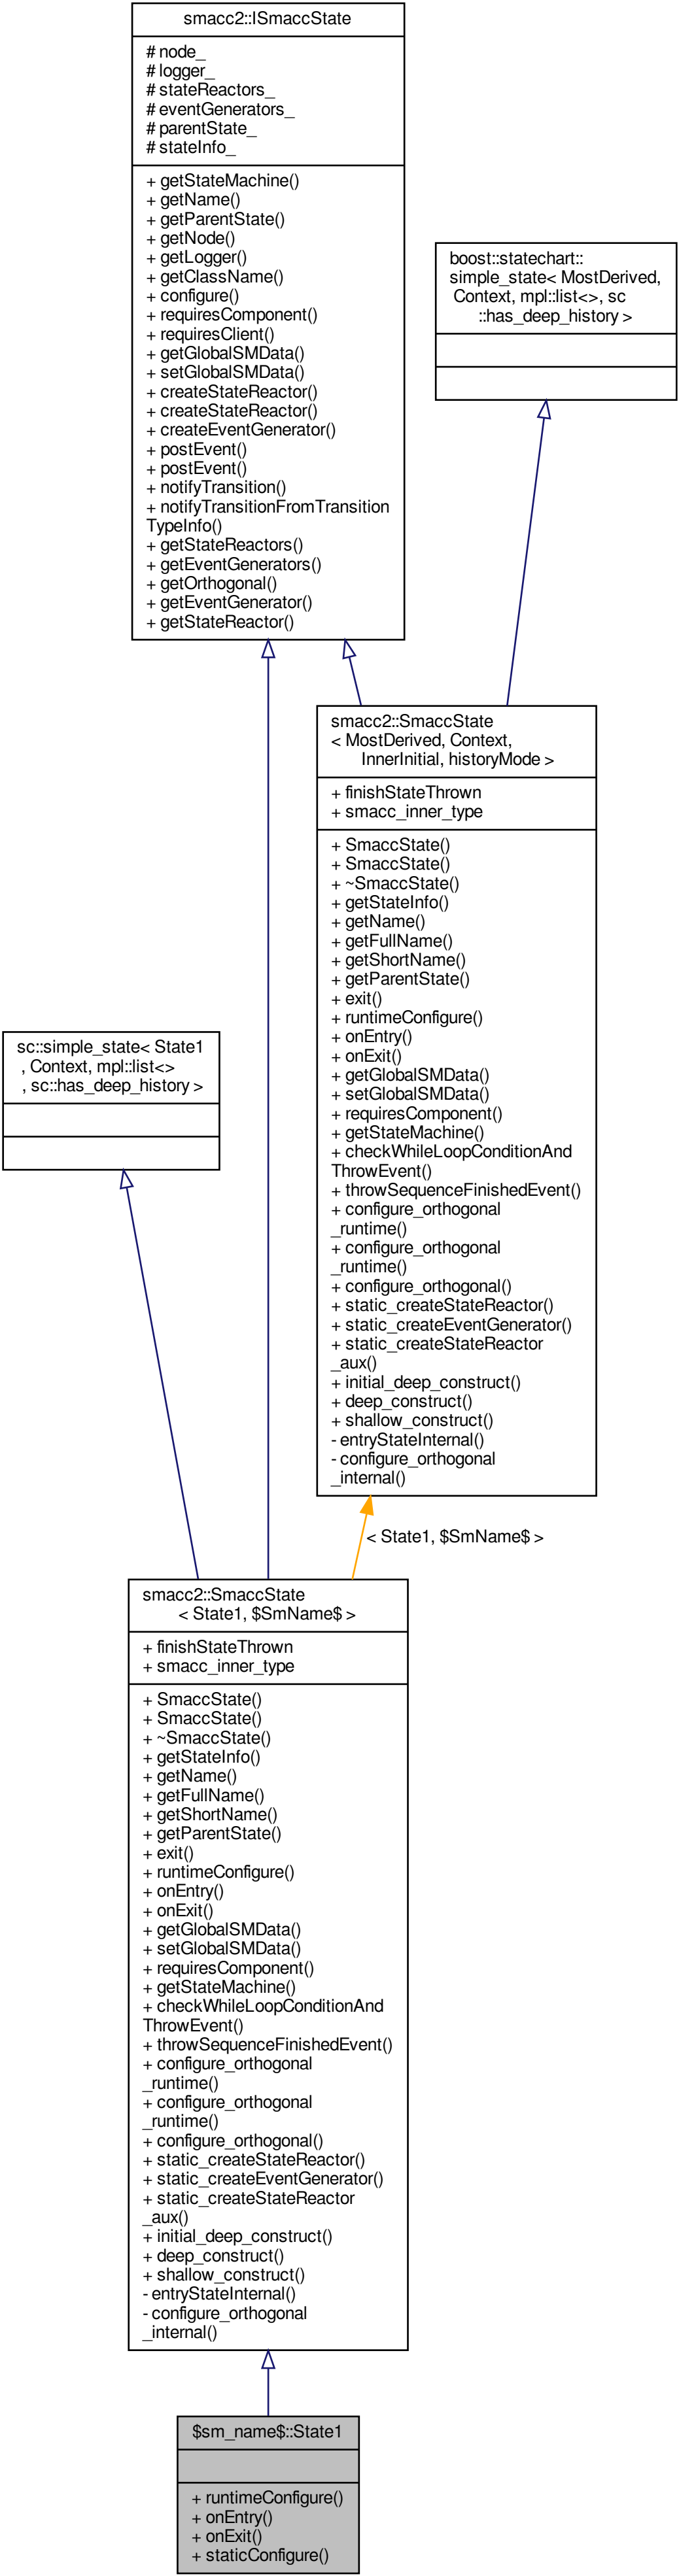 smacc2::ISmaccState
# node_
# logger_
# stateReactors_
# eventGenerators_
# parentState_
# stateInfo_
+ getStateMachine()
+ getName()
+ getParentState()
+ getNode()
+ getLogger()
+ getClassName()
+ configure()
+ requiresComponent()
+ requiresClient()
+ getGlobalSMData()
+ setGlobalSMData()
+ createStateReactor()
+ createStateReactor()
+ createEventGenerator()
+ postEvent()
+ postEvent()
+ notifyTransition()
+ notifyTransitionFromTransition
TypeInfo()
+ getStateReactors()
+ getEventGenerators()
+ getOrthogonal()
+ getEventGenerator()
+ getStateReactor()
boost::statechart::
simple_state< MostDerived,
Context, mpl::list<>, sc
::has_deep_history >
smacc2::SmaccState
< MostDerived, Context,
InnerInitial, historyMode >
+ finishStateThrown
+ smacc_inner_type
+ SmaccState()
+ SmaccState()
+ ~SmaccState()
+ getStateInfo()
+ getName()
+ getFullName()
+ getShortName()
+ getParentState()
+ exit()
+ runtimeConfigure()
+ onEntry()
+ onExit()
+ getGlobalSMData()
+ setGlobalSMData()
+ requiresComponent()
+ getStateMachine()
+ checkWhileLoopConditionAnd
ThrowEvent()
+ throwSequenceFinishedEvent()
+ configure_orthogonal
_runtime()
+ configure_orthogonal
_runtime()
+ configure_orthogonal()
+ static_createStateReactor()
+ static_createEventGenerator()
+ static_createStateReactor
_aux()
+ initial_deep_construct()
+ deep_construct()
+ shallow_construct()
- entryStateInternal()
- configure_orthogonal
_internal()
sc::simple_state< State1
, Context, mpl::list<>
, sc::has_deep_history >
< State1, $SmName$ >
smacc2::SmaccState
< State1, $SmName$ >
+ finishStateThrown
+ smacc_inner_type
+ SmaccState()
+ SmaccState()
+ ~SmaccState()
+ getStateInfo()
+ getName()
+ getFullName()
+ getShortName()
+ getParentState()
+ exit()
+ runtimeConfigure()
+ onEntry()
+ onExit()
+ getGlobalSMData()
+ setGlobalSMData()
+ requiresComponent()
+ getStateMachine()
+ checkWhileLoopConditionAnd
ThrowEvent()
+ throwSequenceFinishedEvent()
+ configure_orthogonal
_runtime()
+ configure_orthogonal
_runtime()
+ configure_orthogonal()
+ static_createStateReactor()
+ static_createEventGenerator()
+ static_createStateReactor
_aux()
+ initial_deep_construct()
+ deep_construct()
+ shallow_construct()
- entryStateInternal()
- configure_orthogonal
_internal()
$sm_name$::State1
+ runtimeConfigure()
+ onEntry()
+ onExit()
+ staticConfigure()